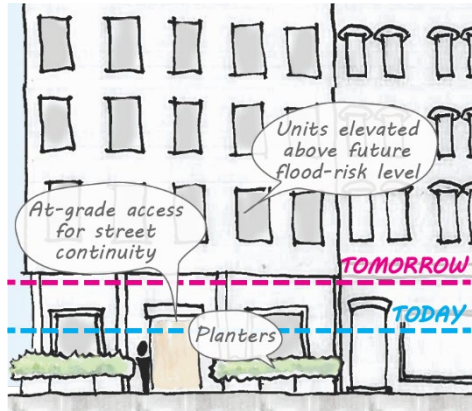 Units elevated
above future
flood-risk level
At-grade access
for street
continuity
TOMORROW
TODAY
Planters